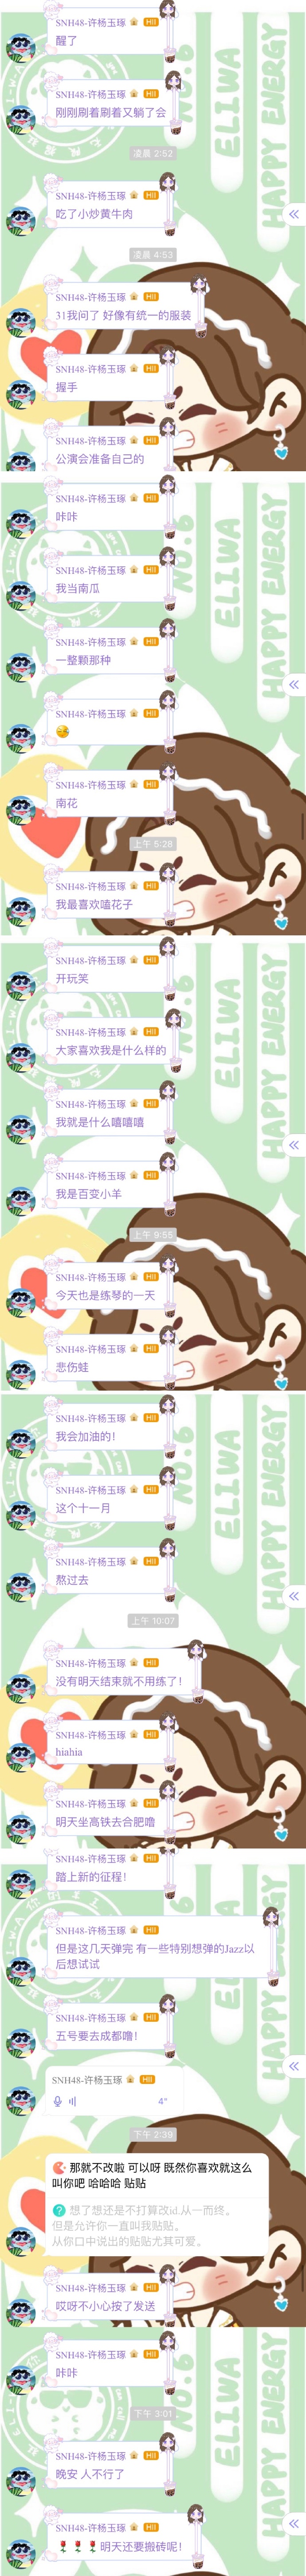 SNH48-许杨玉琢 HII
醒了
SNH48-许杨玉琢 HII
刚刚刷着刷着又躺了会
凌晨 2:52
SNH48-许杨玉琢 HII
吃了小炒黄牛肉
凌晨 4:53
SNH48-许杨玉琢 HII
31我问了 好像有统一的服装
SNH48-许杨玉琢 HII
握手
SNH48-许杨玉琢 HII
公演会准备自己的
SNH48-许杨玉琢 HII
咔咔
SNH48-许杨玉琢 HII
我当南瓜
SNH48-许杨玉琢 HII
一整颗那种
SNH48-许杨玉琢 HII
SNH48-许杨玉琢 HII
南花
上午 5:28
SNH48-许杨玉琢 HII
我最喜欢嗑花子
SNH48-许杨玉琢 HII
开玩笑
SNH48-许杨玉琢 HII
大家喜欢我是什么样的
SNH48-许杨玉琢 HII
我就是什么嘻嘻嘻
SNH48-许杨玉琢 HII
我是百变小羊
上午 9:55
SNH48-许杨玉琢 HII
今天也是练琴的一天
SNH48-许杨玉琢 HII
悲伤蛙
SNH48-许杨玉琢 HII
我会加油的！
SNH48-许杨玉琢 HII
这个十一月
SNH48-许杨玉琢 HII
熬过去
上午 10:07
SNH48-许杨玉琢 HII
没有明天结束就不用练了！
SNH48-许杨玉琢 HII
hiahia
SNH48-许杨玉琢 HII
明天坐高铁去合肥噜
SNH48-许杨玉琢 HII
踏上新的征程！
SNH48-许杨玉琢 HII
但是这几天弹完 有一些特别想弹的Jazz以
后想试试
SNH48-许杨玉琢 HII
五号要去成都噜！
SNH48-许杨玉琢 HII
4"
下午 2:39
那就不改啦 可以呀 既然你喜欢就这么
叫你吧 哈哈哈 贴贴
想了想还是不打算改id.从一而终。
但是允许你一直叫我贴贴。
从你口中说出的贴贴尤其可爱。
SNH48-许杨玉琢 HII
哎呀不小心按了发送
SNH48-许杨玉琢 HII
咔咔
下午 3:01
SNH48-许杨玉琢 HII
晚安 人不行了
SNH48-许杨玉琢 HII
🌹🌹🌹明天还要搬砖呢！
ELIWA
HAPPY ENERGY
NO.6